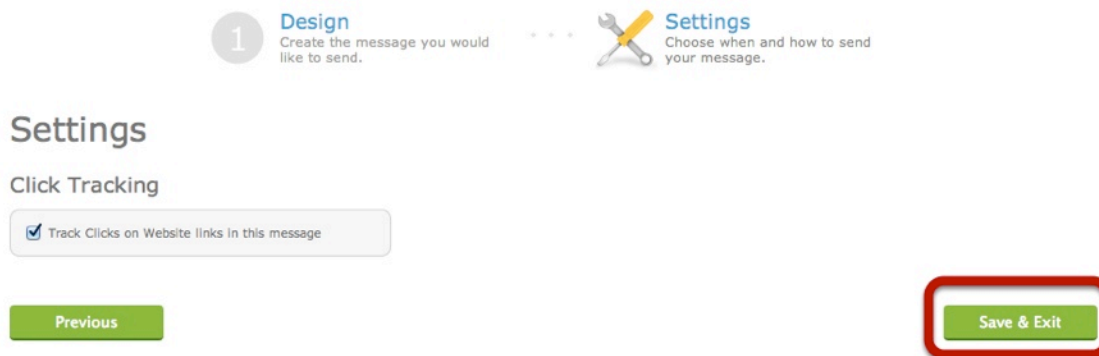 1
Design
Create the message you would
like to send.
Settings
Choose when and how to send
your message.
Settings
Click Tracking
Track Clicks on Website links in this message
Previous
Save & Exit